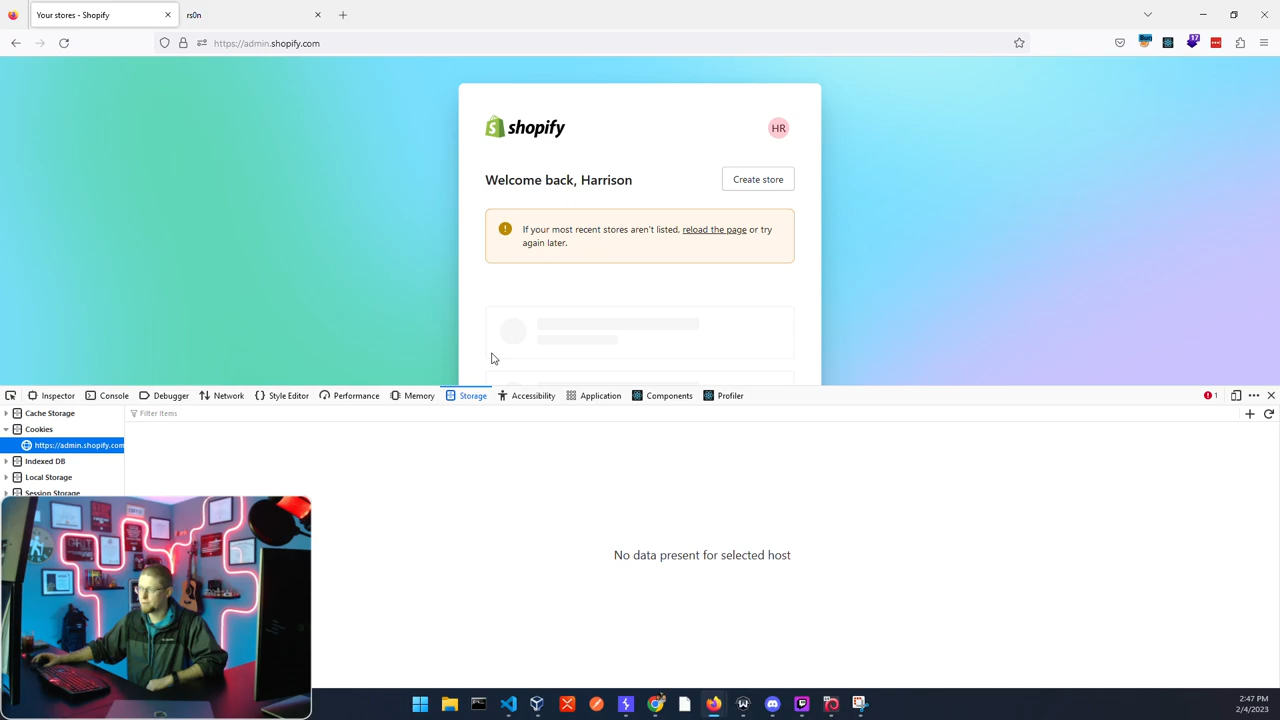 Your stores - Shopify
rs0n
https://admin.shopify.com
17
shopify
HR
Welcome back, Harrison
Create store
If your most recent stores aren't listed, reload the page or try
again later.
Inspector
Console
Debugger
Network
Style Editor
Performance
Memory
Storage
Accessibility
Application
Components
Profiler
1
Cache Storage
Filter Items
Cookies
https://admin.shopify.com
Indexed DB
Local Storage
Session Storage
No data present for selected host
2:47 PM
2/4/2023